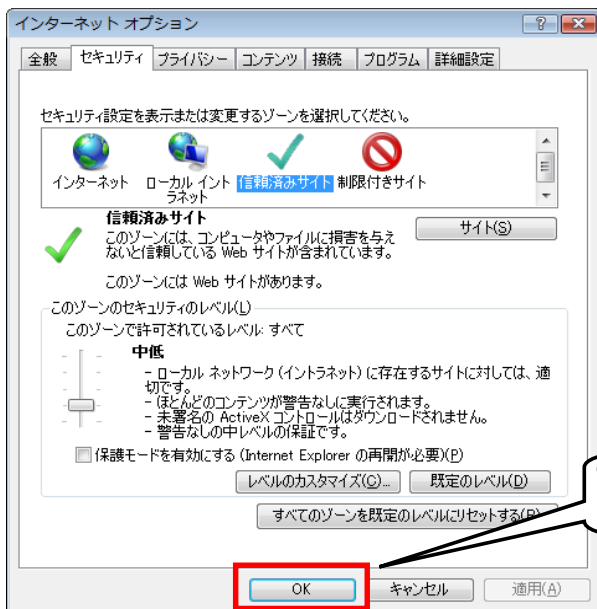 インターネット オプション
全般 セキュリティ プライバシー コンテンツ 接続 プログラム 詳細設定
セキュリティ設定を表示または変更するゾーンを選択してください。
インターネット ローカル イントラネット 信頼済みサイト 制限付きサイト
信頼済みサイト
サイト(S)
このゾーンには、コンピュータやファイルに損害を与え
ないと信頼している Web サイトが含まれています。
このゾーンには Web サイトがあります。
このゾーンのセキュリティのレベル(L)
このゾーンで許可されているレベル: すべて
中低
- ローカル ネットワーク (イントラネット) に存在するサイトに対しては、適
切です。
- ほとんどのコンテンツが警告なしに実行されます。
- 未署名の ActiveX コントロールはダウンロードされません。
- 警告なしの中レベルの保証です。
保護モードを有効にする (Internet Explorer の再開が必要)(P)
レベルのカスタマイズ(C)... 既定のレベル(D)
すべてのゾーンを既定のレベルにリセットする(R)
OK キャンセル 適用(A)